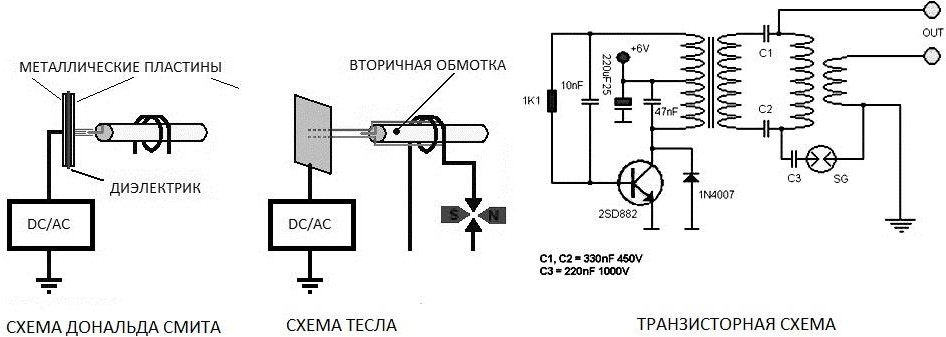 МЕТАЛЛИЧЕСКИЕ ПЛАСТИНЫ
ДИЭЛЕКТРИК
DC/AC
СХЕМА ДОНАЛЬДА СМИТА
ВТОРИЧНАЯ ОБМОТКА
S N
DC/AC
СХЕМА ТЕСЛА
+6V
220uF25
10nF
1K1
47nF
2SD882
1N4007
C1
C2
C3
SG
OUT
C1, C2 = 330nF 450V
C3 = 220nF 1000V
ТРАНЗИСТОРНАЯ СХЕМА